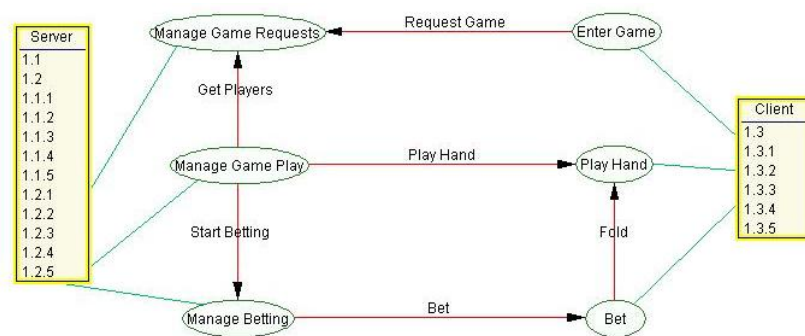 Server
1.1
1.2
1.1.1
1.1.2
1.1.3
1.1.4
1.1.5
1.2.1
1.2.2
1.2.3
1.2.4
1.2.5
Manage Game Requests
Request Game
Enter Game
Get Players
Manage Game Play
Play Hand
Play Hand
Start Betting
Fold
Manage Betting
Bet
Bet
Client
1.3
1.3.1
1.3.2
1.3.3
1.3.4
1.3.5